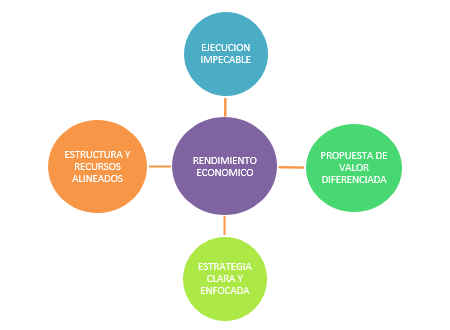 EJECUCION
IMPECABLE
ESTRUCTURA Y
RECURSOS
ALINEADOS
RENDIMIENTO
ECONOMICO
PROPUESTA DE
VALOR
DIFERENCIADA
ESTRATEGIA
CLARA Y
ENFOCADA